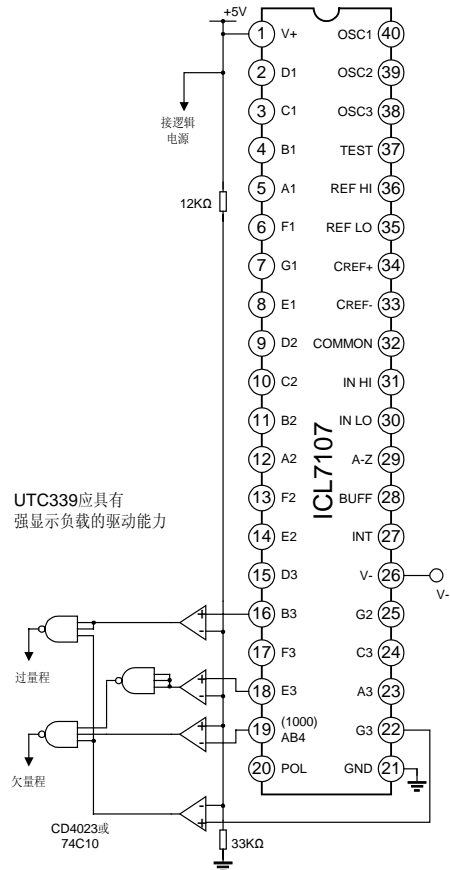 +5V
1 V+ OSC1 40
2 D1 OSC2 39
3 C1 OSC3 38
接逻辑
电源
4 B1 TEST 37
12KΩ
5 A1 REF HI 36
6 F1 REF LO 35
7 G1 CREF+ 34
8 E1 CREF- 33
9 D2 COMMON 32
10 C2 IN HI 31
11 B2 IN LO 30
12 A2 A-Z 29
ICL7107
UTC339应具有
强显示负载的驱动能力
13 F2 BUFF 28
14 E2 INT 27
15 D3 V- 26
V-
16 B3 G2 25
+
-
17 F3 C3 24
过量程
18 E3 A3 23
+
-
19 (1000)
AB4 G3 22
+
-
20 POL GND 21
欠量程
-
+
CD4023或
74C10
33KΩ